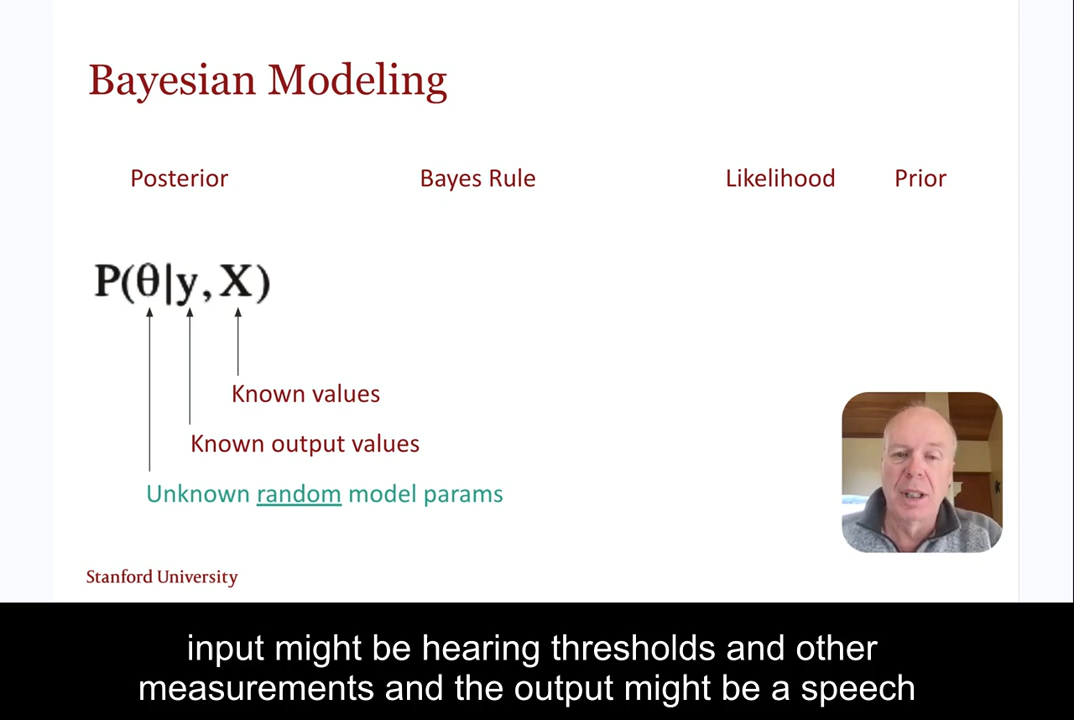 Bayesian Modeling
Posterior Bayes Rule Likelihood Prior
P(θ|y, X)
Known values
Known output values
Unknown random model params
Stanford University
input might be hearing thresholds and other
measurements and the output might be a speech